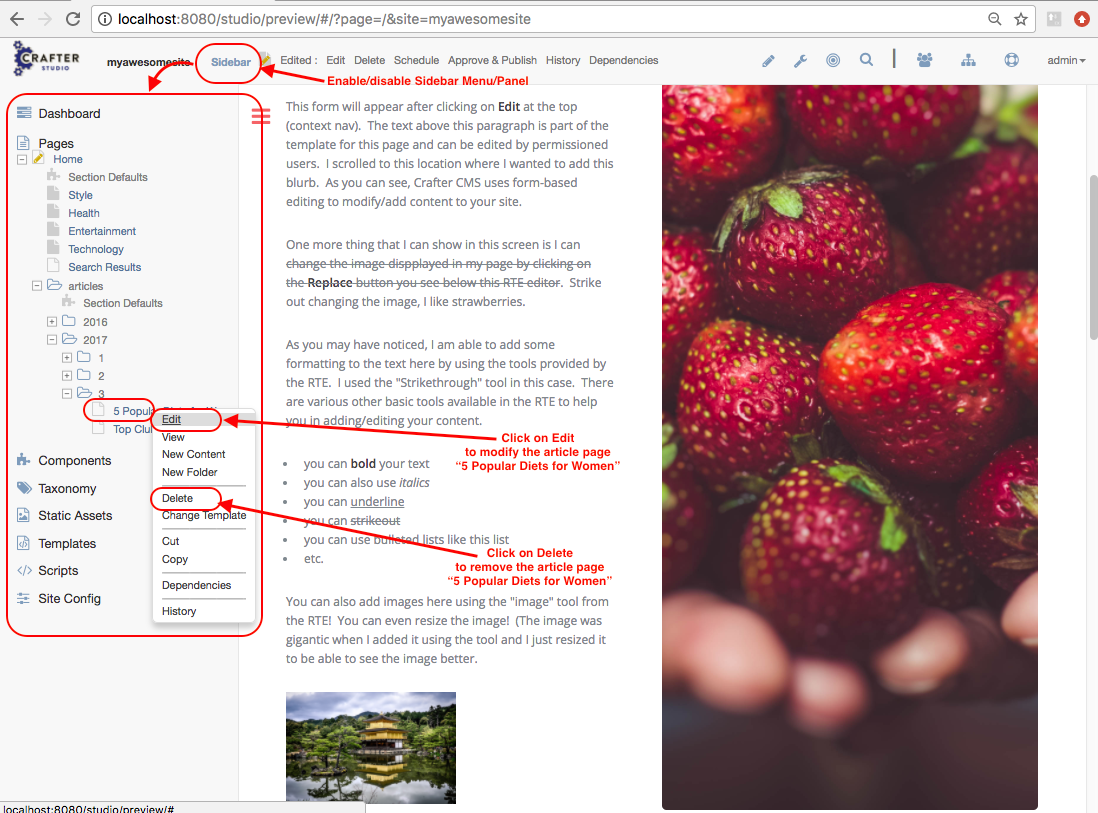 localhost:8080/studio/preview/#/?page=/&site=myawesomesite
CRAFTER
STUDIO
myawesomesite
Sidebar
Edited :
Edit
Delete
Schedule
Approve & Publish
History
Dependencies
admin
Enable/disable Sidebar Menu/Panel
Dashboard
Pages
Home
Section Defaults
Style
Health
Entertainment
Technology
Search Results
articles
Section Defaults
2016
2017
1
2
3
5 Popula
Top Clu
Components
Taxonomy
Static Assets
Templates
Scripts
Site Config
Edit
View
New Content
New Folder
Delete
Change Template
Cut
Copy
Dependencies
History
This form will appear after clicking on Edit at the top
(context nav). The text above this paragraph is part of the
template for this page and can be edited by permissioned
users. I scrolled to this location where I wanted to add this
blurb. As you can see, Crafter CMS uses form-based
editing to modify/add content to your site.
One more thing that I can show in this screen is I can
change the image dispplayed in my page by clicking on
the Replace button you see below this RTE editor. Strike
out changing the image, I like strawberries.
As you may have noticed, I am able to add some
formatting to the text here by using the tools provided by
the RTE. I used the "Strikethrough" tool in this case. There
are various other basic tools available in the RTE to help
you in adding/editing your content.
Click on Edit
to modify the article page
“5 Popular Diets for Women”
you can bold your text
you can also use italics
you can underline
you can strikeout
you can use bulleted lists like this list
etc.
Click on Delete
to remove the article page
“5 Popular Diets for Women”
You can also add images here using the "image" tool from
the RTE! You can even resize the image! (The image was
gigantic when I added it using the tool and I just resized it
to be able to see the image better.
localhost:8080/studio/preview/#